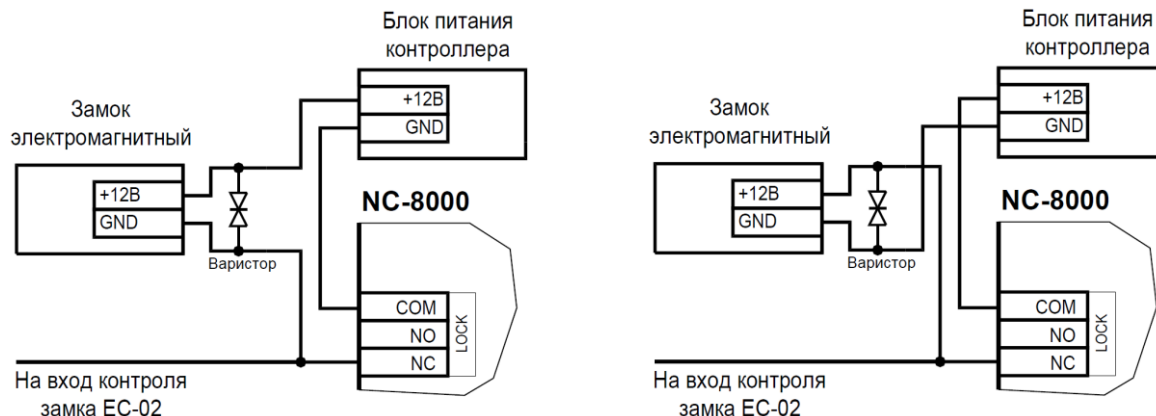 Блок питания
контроллера
+12В
GND
Замок
электромагнитный
+12В
GND
Варистор
NC-8000
COM
NO
NC
LOCK
На вход контроля
замка ЕС-02
Блок питания
контроллера
+12В
GND
Замок
электромагнитный
+12В
GND
Варистор
NC-8000
COM
NO
NC
LOCK
На вход контроля
замка ЕС-02